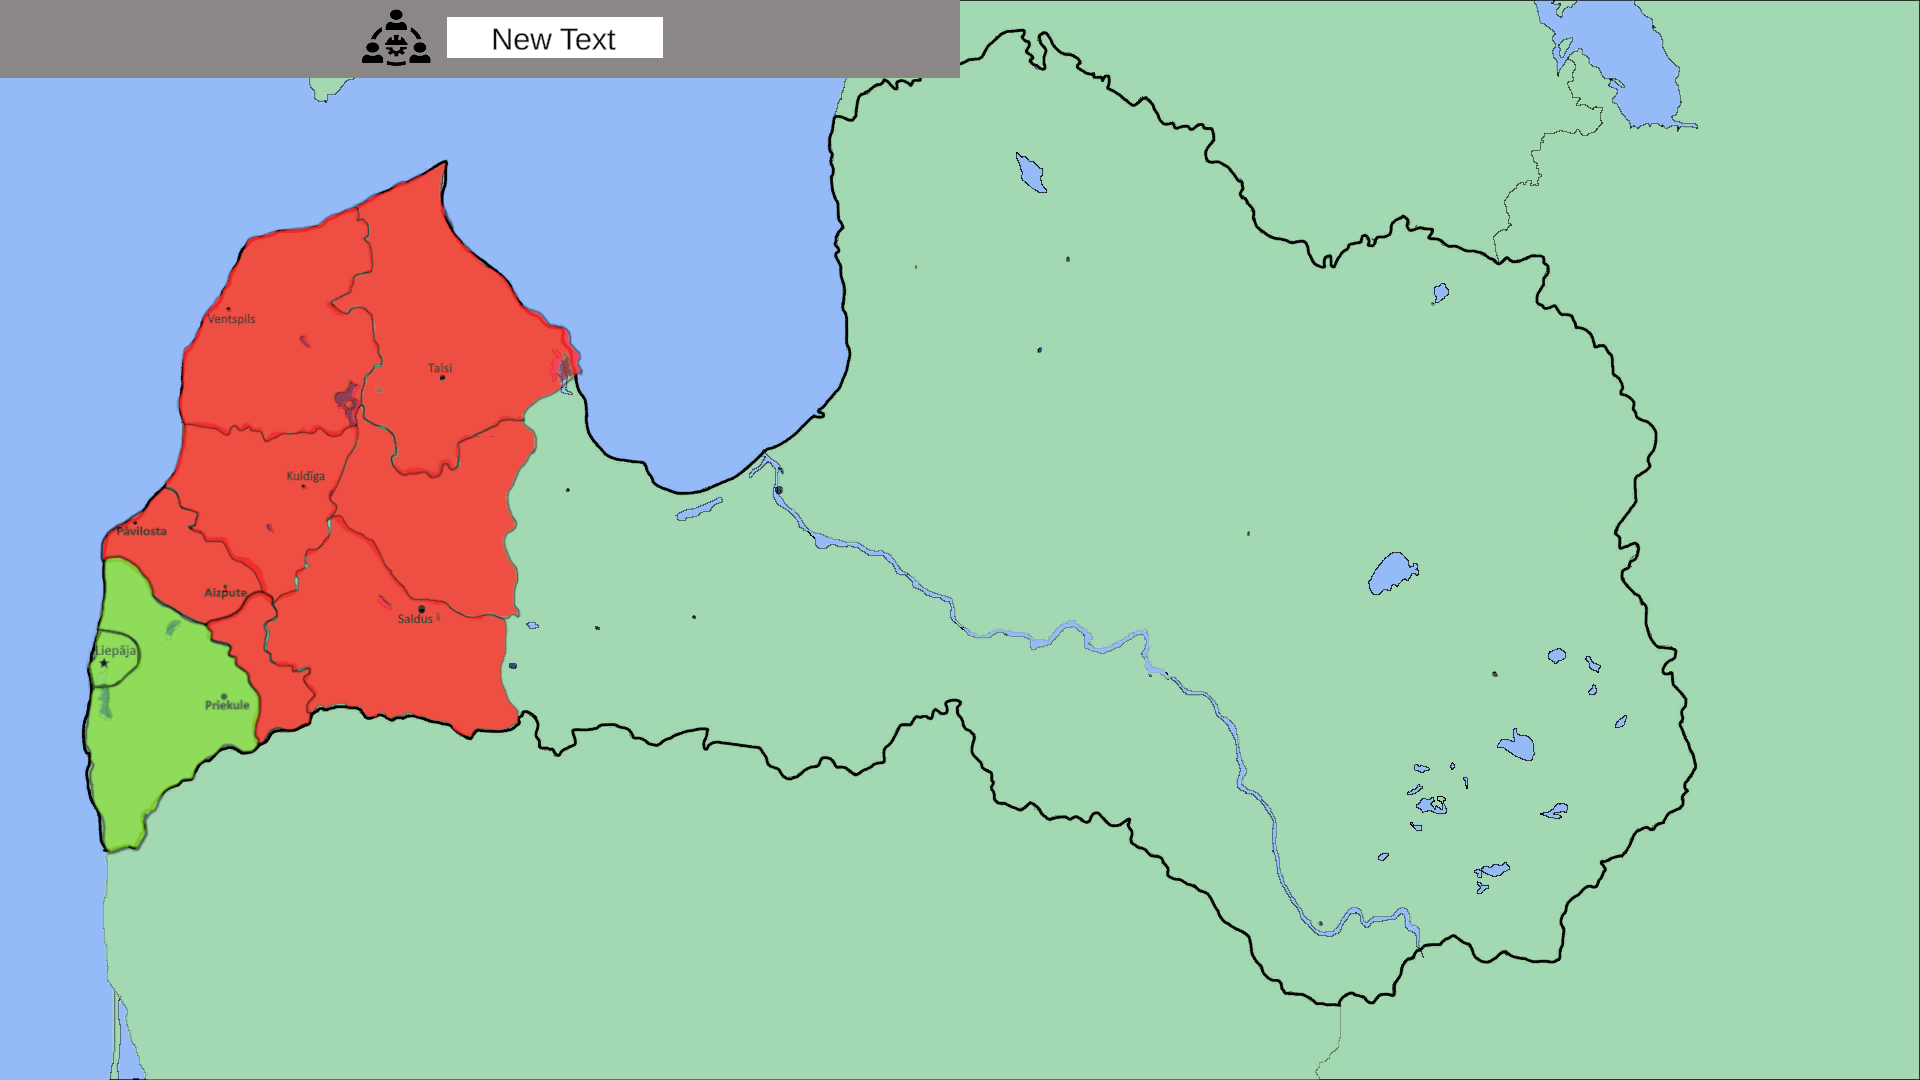 New Text
Ventspils
Talsi
Kuldīga
Pāvilosta
Aizpute
Saldus
Liepāja
Priekule